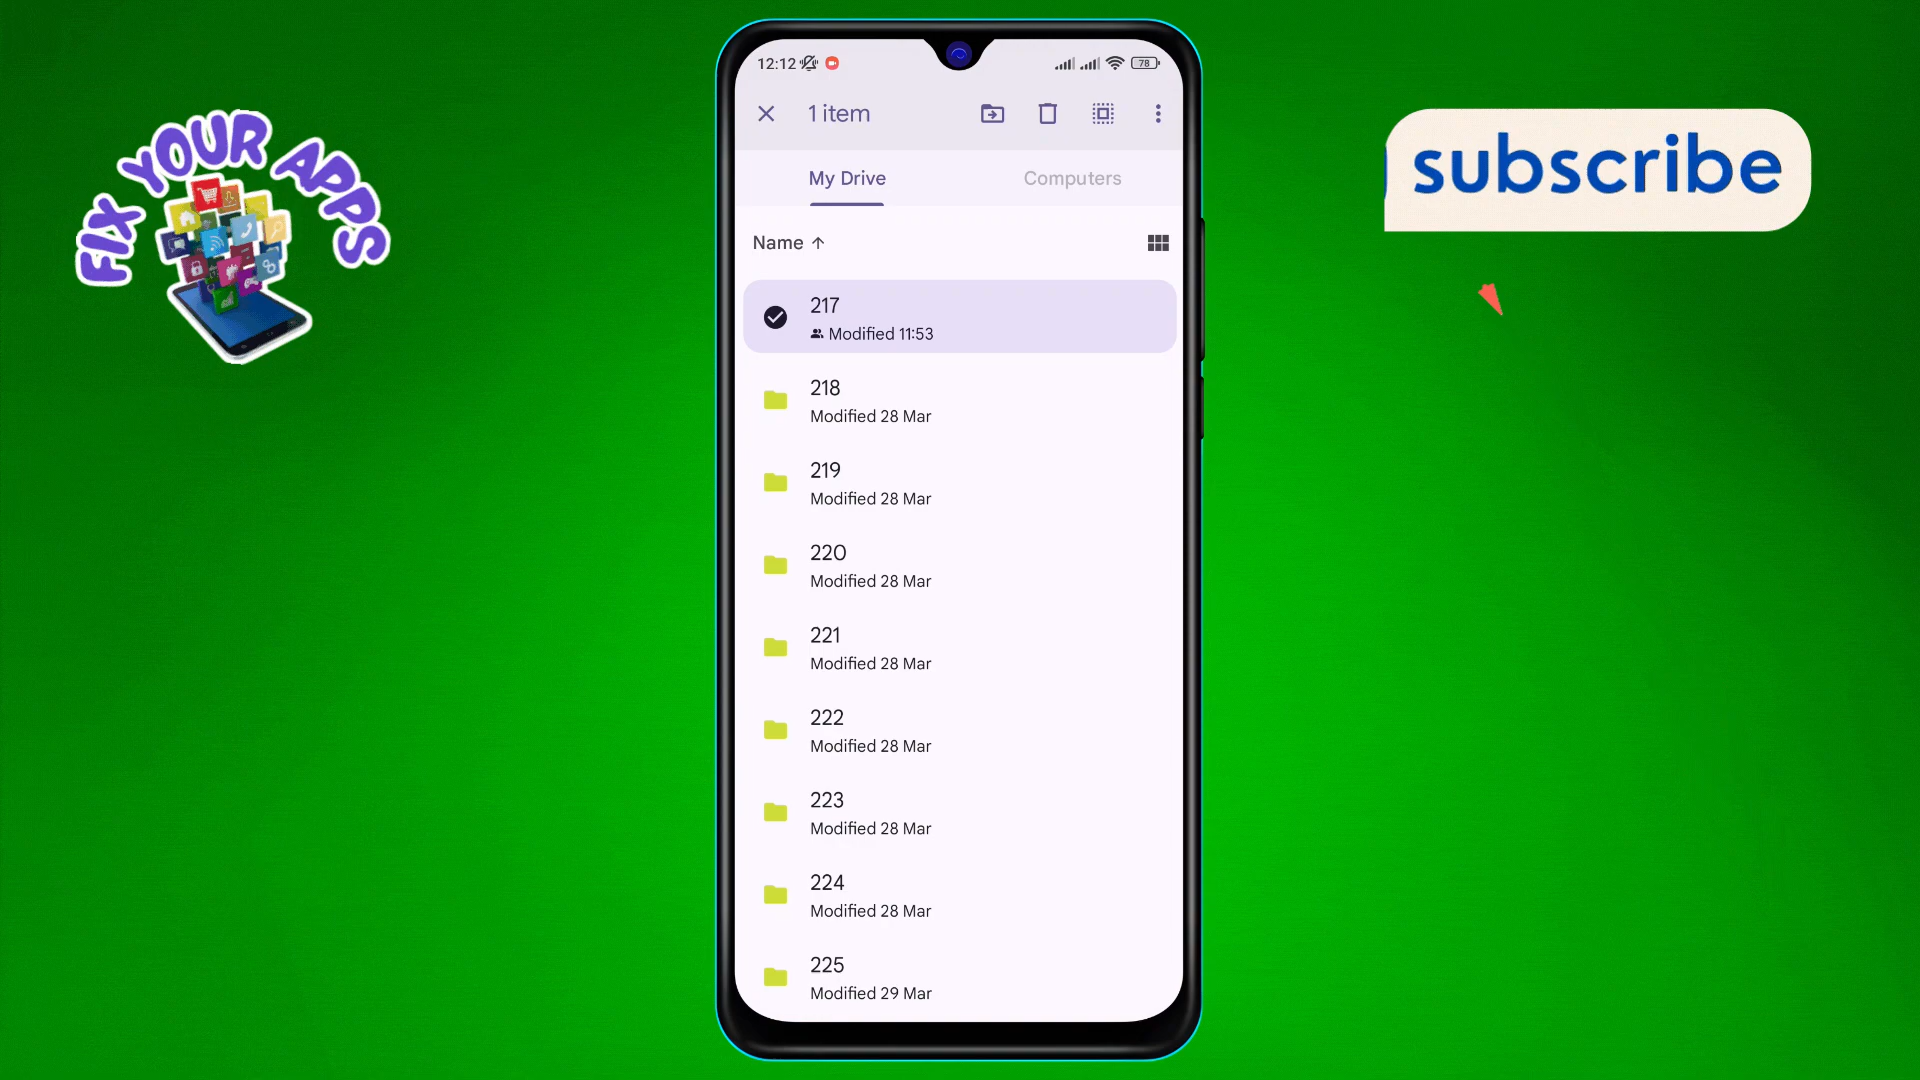 FIX YOUR APPS
12:12
78
1 item
My Drive
Computers
Name ↑
217
Modified 11:53
218
Modified 28 Mar
219
Modified 28 Mar
220
Modified 28 Mar
221
Modified 28 Mar
222
Modified 28 Mar
223
Modified 28 Mar
224
Modified 28 Mar
225
Modified 29 Mar
subscribe